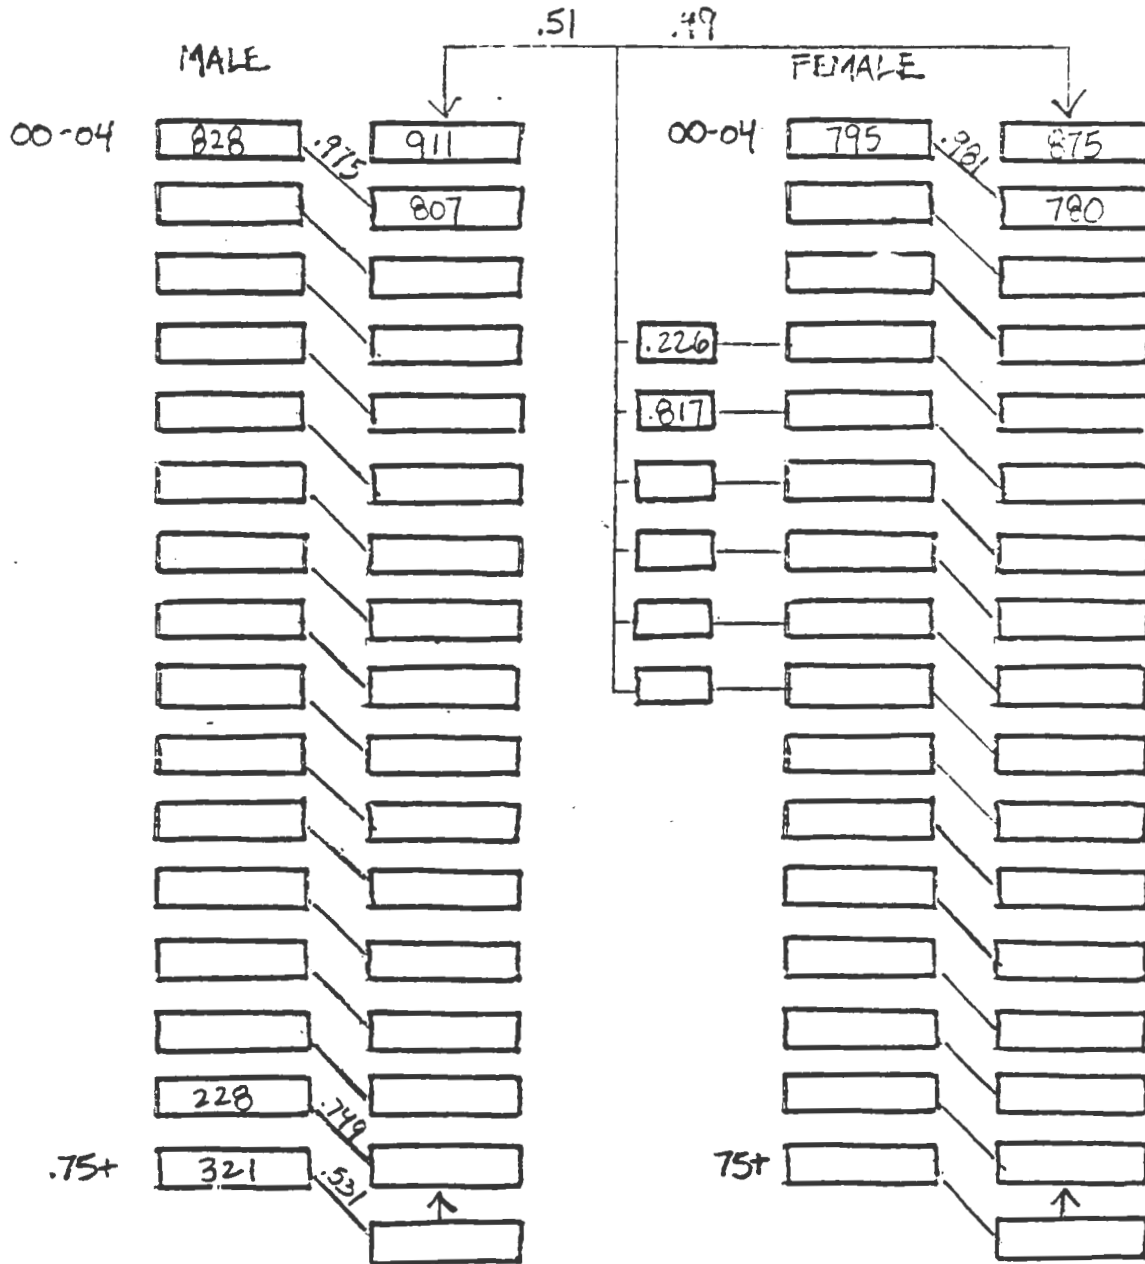 .51 .49
MALE FEMALE
00-04 828 .975 911 00-04 795 .981 875
807 780
.226
.817
228 .749
.75+ 321 .531 75+